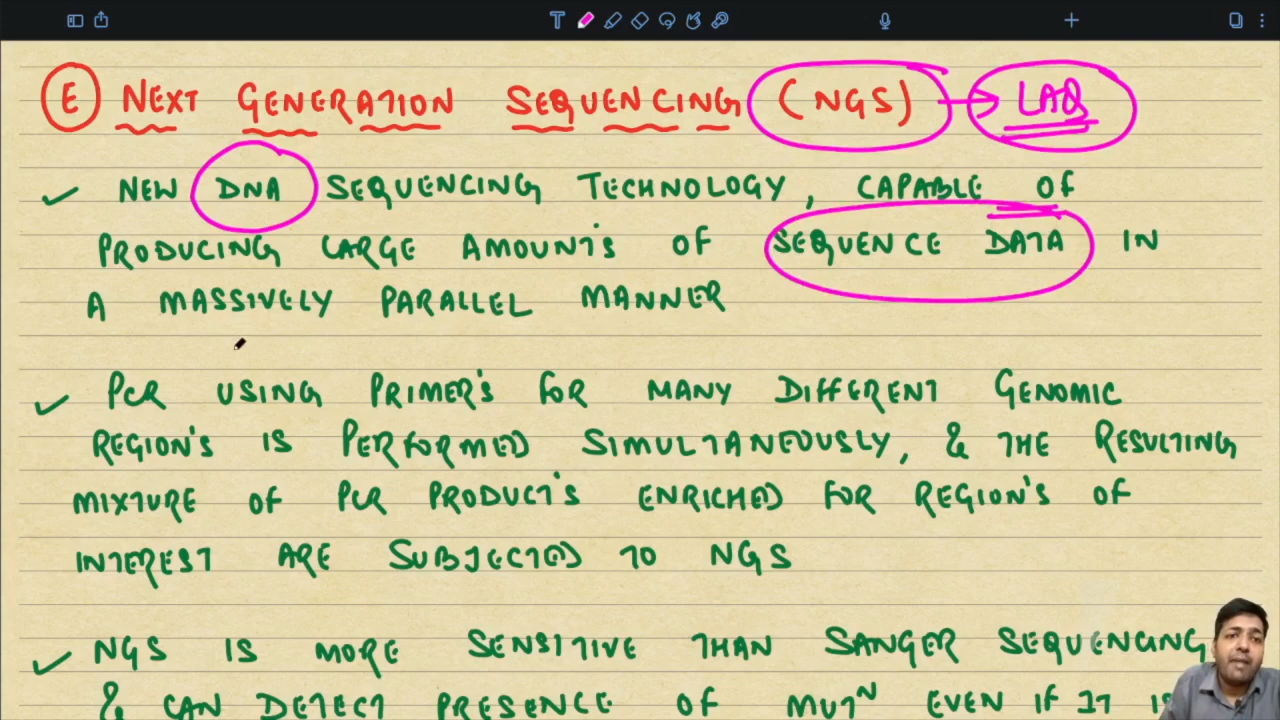 E NEXT GENERATION SEQUENCING (NGS) → LAQ
✓ NEW DNA SEQUENCING TECHNOLOGY, CAPABLE OF
PRODUCING LARGE AMOUNT'S OF SEQUENCE DATA IN
A MASSIVELY PARALLEL MANNER
✓ PCR USING PRIMER'S FOR MANY DIFFERENT GENOMIC
REGION'S IS PERFORMED SIMULTANEOUSLY, & THE RESULTING
MIXTURE OF PCR PRODUCT'S ENRICHED FOR REGION'S OF
INTEREST ARE SUBJECTED TO NGS
✓ NGS IS MORE SENSITIVE THAN SANGER SEQUENCING
& CAN DETECT PRESENCE OF MUTN EVEN IF IT IS